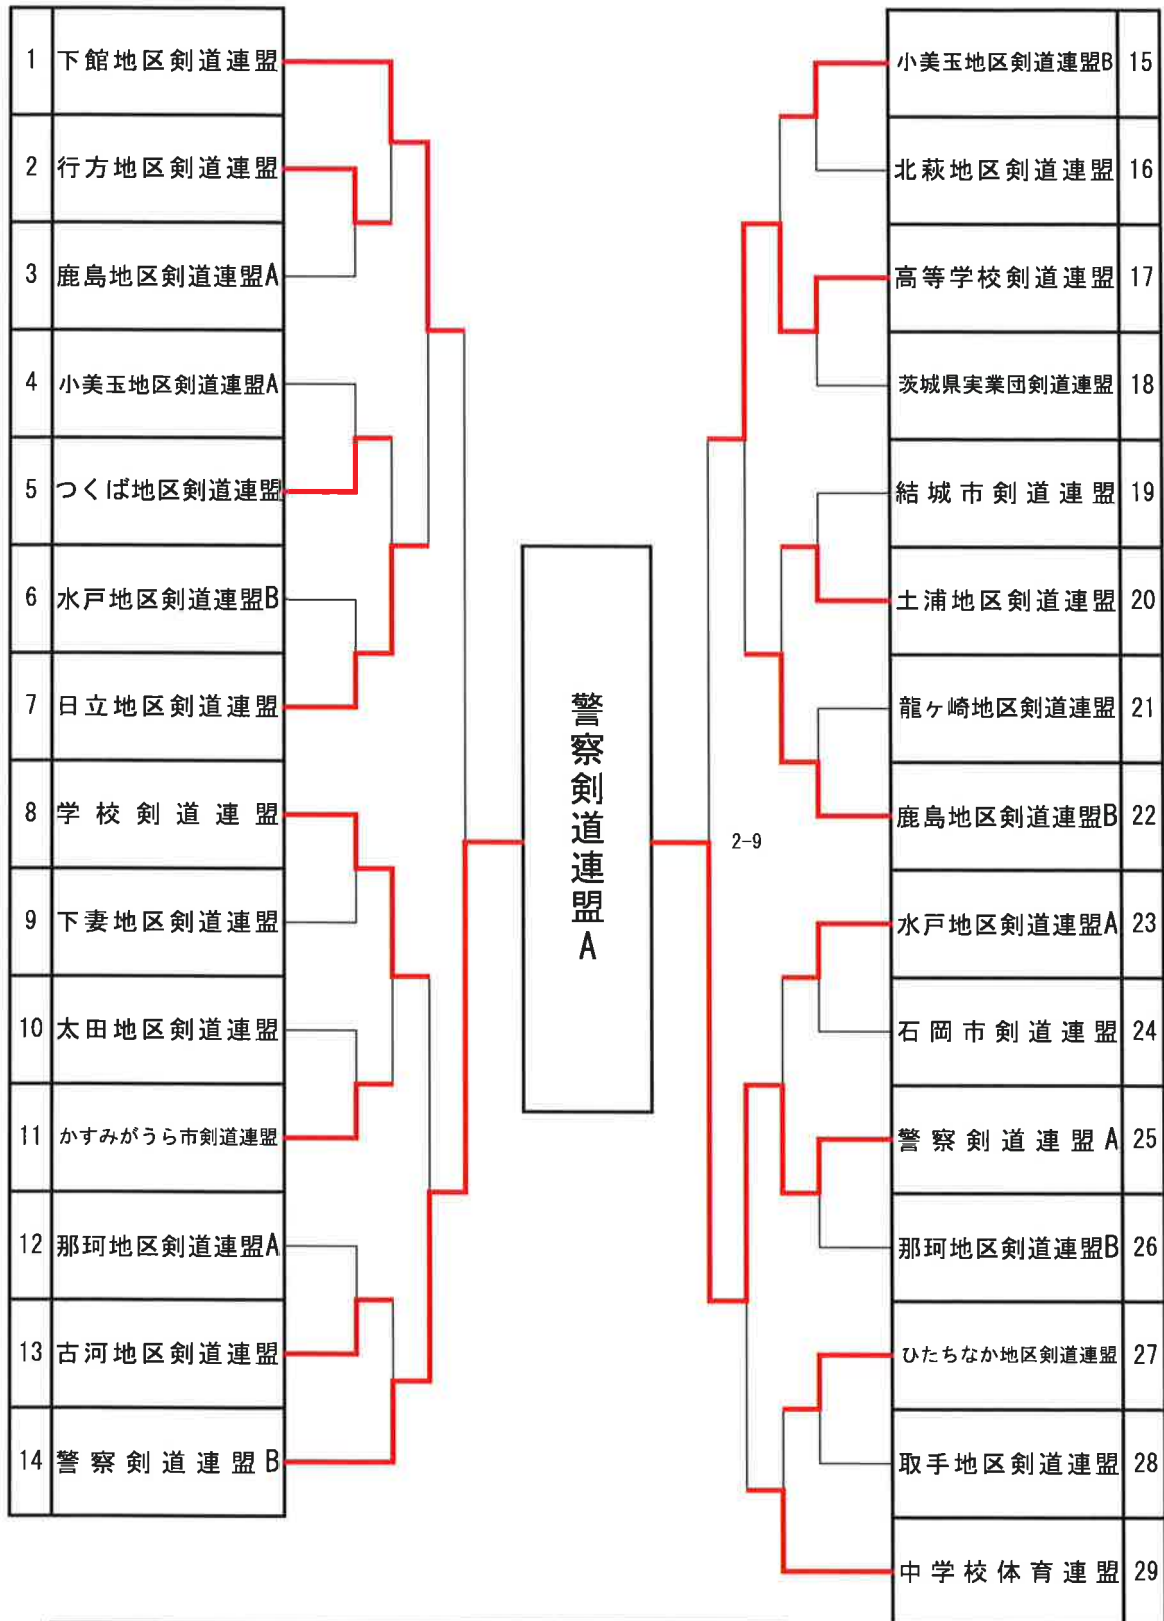 1 下館地区剣道連盟
2 行方地区剣道連盟
3 鹿島地区剣道連盟A
4 小美玉地区剣道連盟A
5 つくば地区剣道連盟
6 水戸地区剣道連盟B
7 日立地区剣道連盟
8 学校剣道連盟
9 下妻地区剣道連盟
10 太田地区剣道連盟
11 かすみがうら市剣道連盟
12 那珂地区剣道連盟A
13 古河地区剣道連盟
14 警察剣道連盟B
警察剣道連盟A
2-9
小美玉地区剣道連盟B 15
北萩地区剣道連盟 16
高等学校剣道連盟 17
茨城県実業団剣道連盟 18
結城市剣道連盟 19
土浦地区剣道連盟 20
龍ヶ崎地区剣道連盟 21
鹿島地区剣道連盟B 22
水戸地区剣道連盟A 23
石岡市剣道連盟 24
警察剣道連盟A 25
那珂地区剣道連盟B 26
ひたちなか地区剣道連盟 27
取手地区剣道連盟 28
中学校体育連盟 29